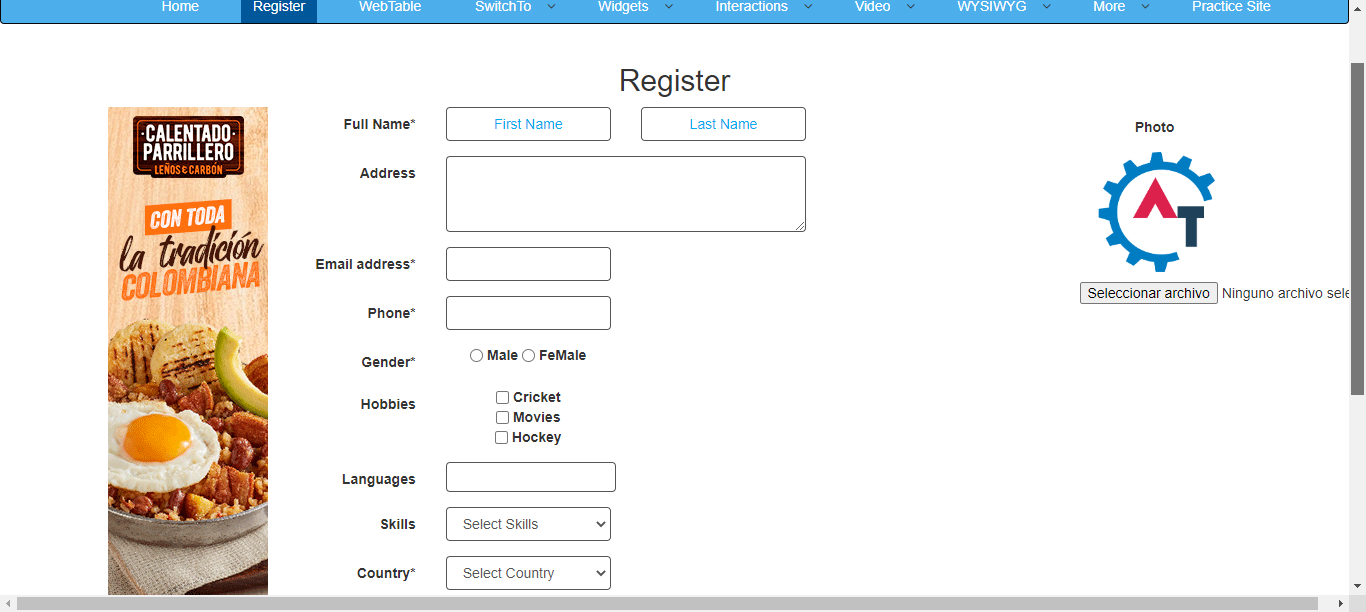 Home Register WebTable SwitchTo Widgets Interactions Video WYSIWYG More Practice Site
Register
·CALENTADO·
PARRILLERO
LEÑOS & CARBÓN
CON TODA
la tradición
COLOMBIANA
Full Name* First Name Last Name
Address
Email address*
Phone*
Gender* Male FeMale
Hobbies
Cricket
Movies
Hockey
Languages
Skills Select Skills
Country* Select Country
Photo
AT
Seleccionar archivo Ninguno archivo sele